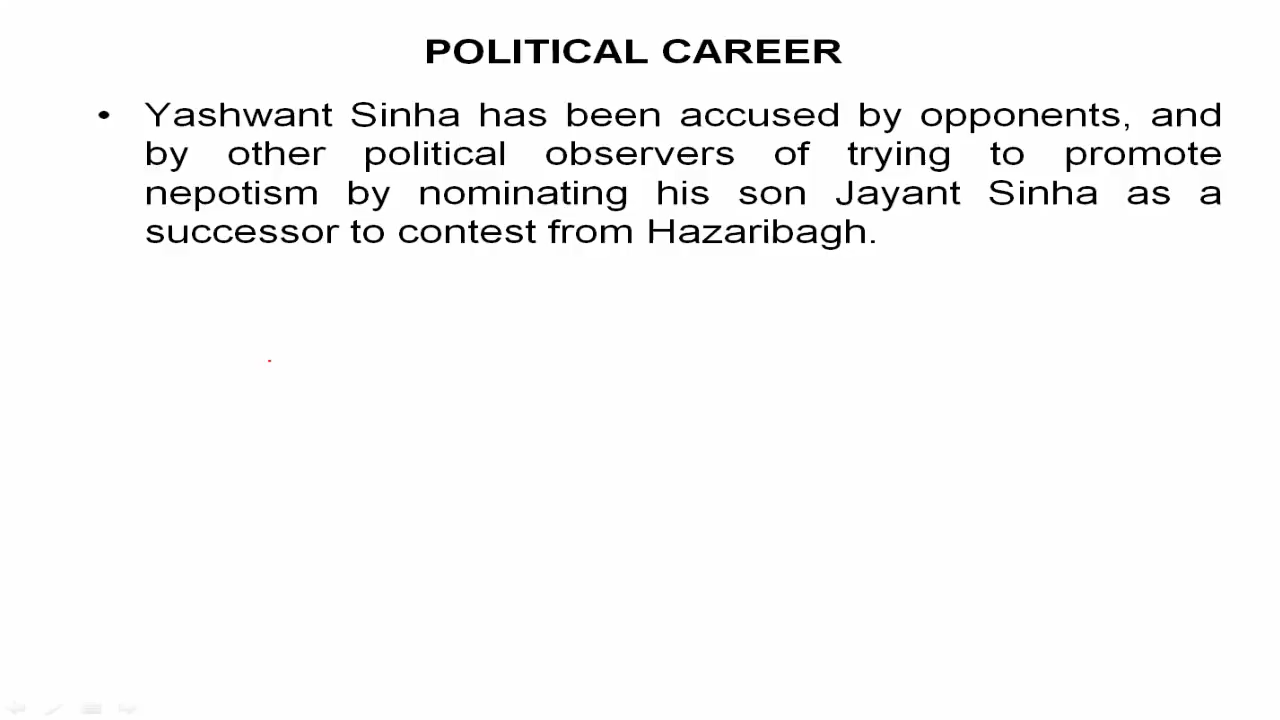 POLITICAL CAREER
• Yashwant Sinha has been accused by opponents, and
by other political observers of trying to promote
nepotism by nominating his son Jayant Sinha as a
successor to contest from Hazaribagh.